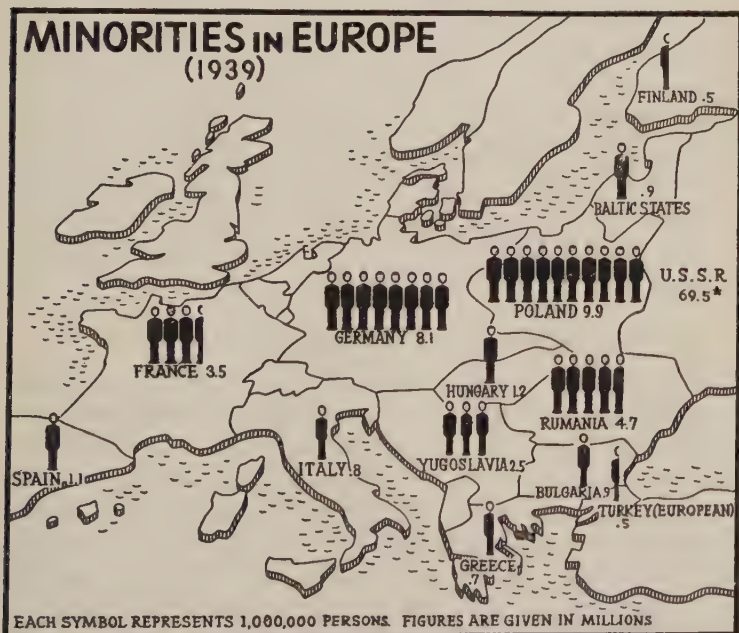 MINORITIES IN EUROPE
(1939)
FINLAND .5
.9
BALTIC STATES
U.S.S.R.
69.5*
POLAND 9.9
GERMANY 8.1
FRANCE 3.5
HUNGARY 1.2
RUMANIA 4.7
SPAIN 1.1
ITALY .8
YUGOSLAVIA 2.5
BULGARIA .9
TURKEY (EUROPEAN)
.5
GREECE
.7
EACH SYMBOL REPRESENTS 1,000,000 PERSONS. FIGURES ARE GIVEN IN MILLIONS